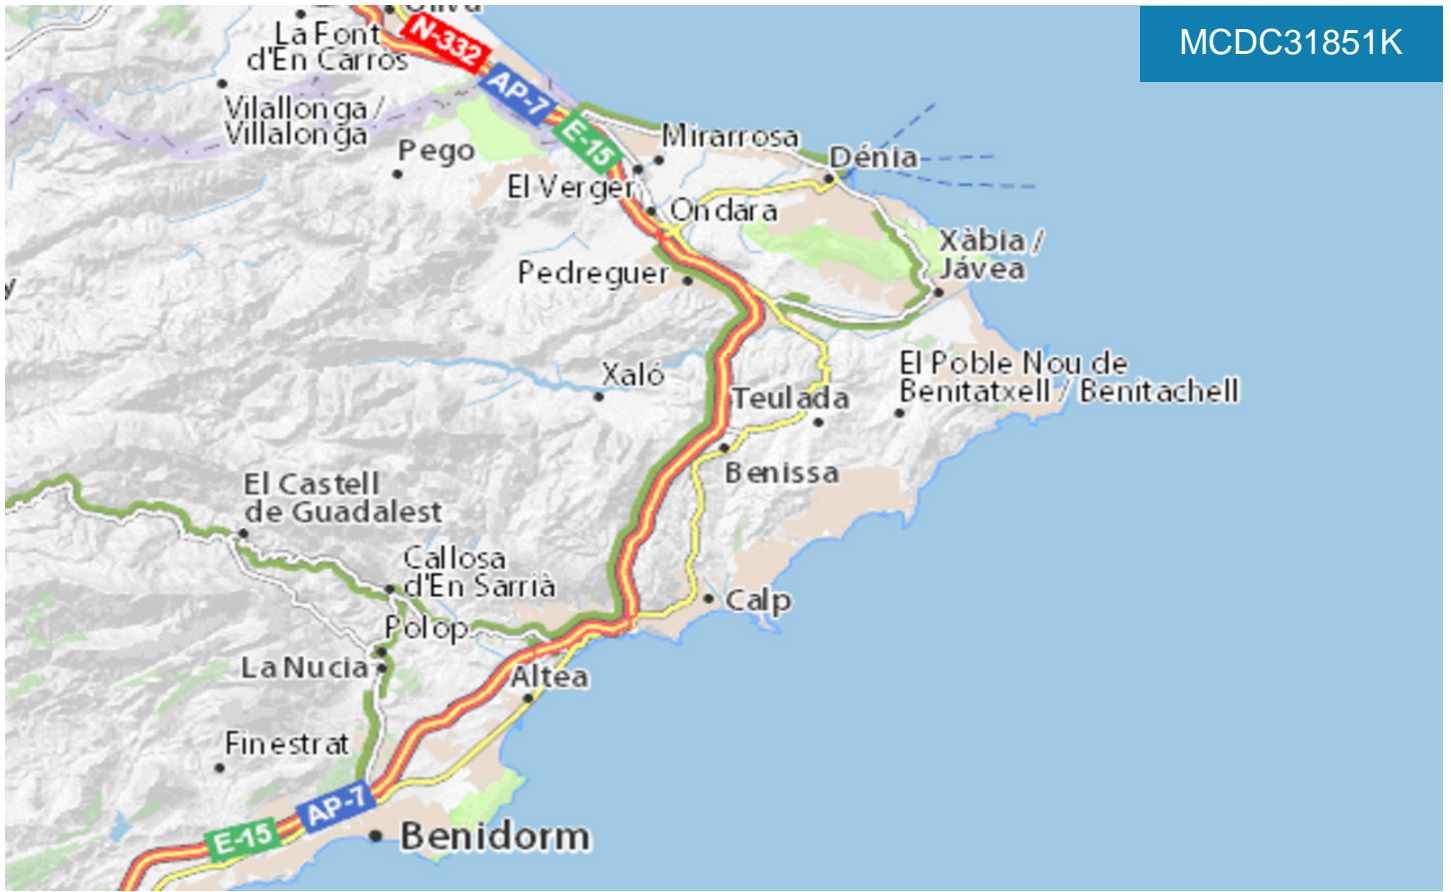 MCDC31851K
N-332
La Font
d'En Carròs
AP-7
Vilallonga /
Villalonga
E-15
Mirarrosa
Pego
Dénia
El Verger
Ondara
Xàbia /
Jávea
Pedreguer
y
El Poble Nou de
Benitatxell / Benitachell
Xaló
Teulada
Benissa
El Castell
de Guadalest
Callosa
d'En Sarrià
Calp
Polop
La Nucia
Altea
Finestrat
AP-7
E-15
Benidorm